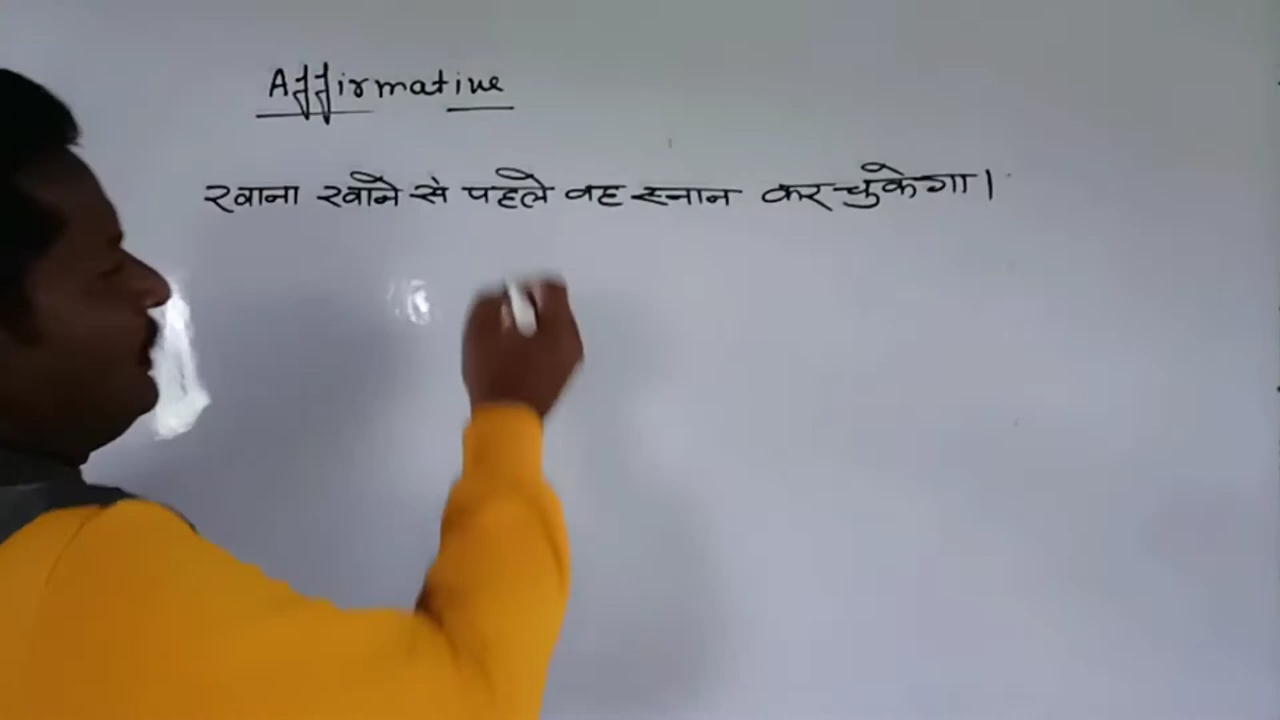 Affirmative
खाना खाने से पहले वह स्नान कर चुकेगा।